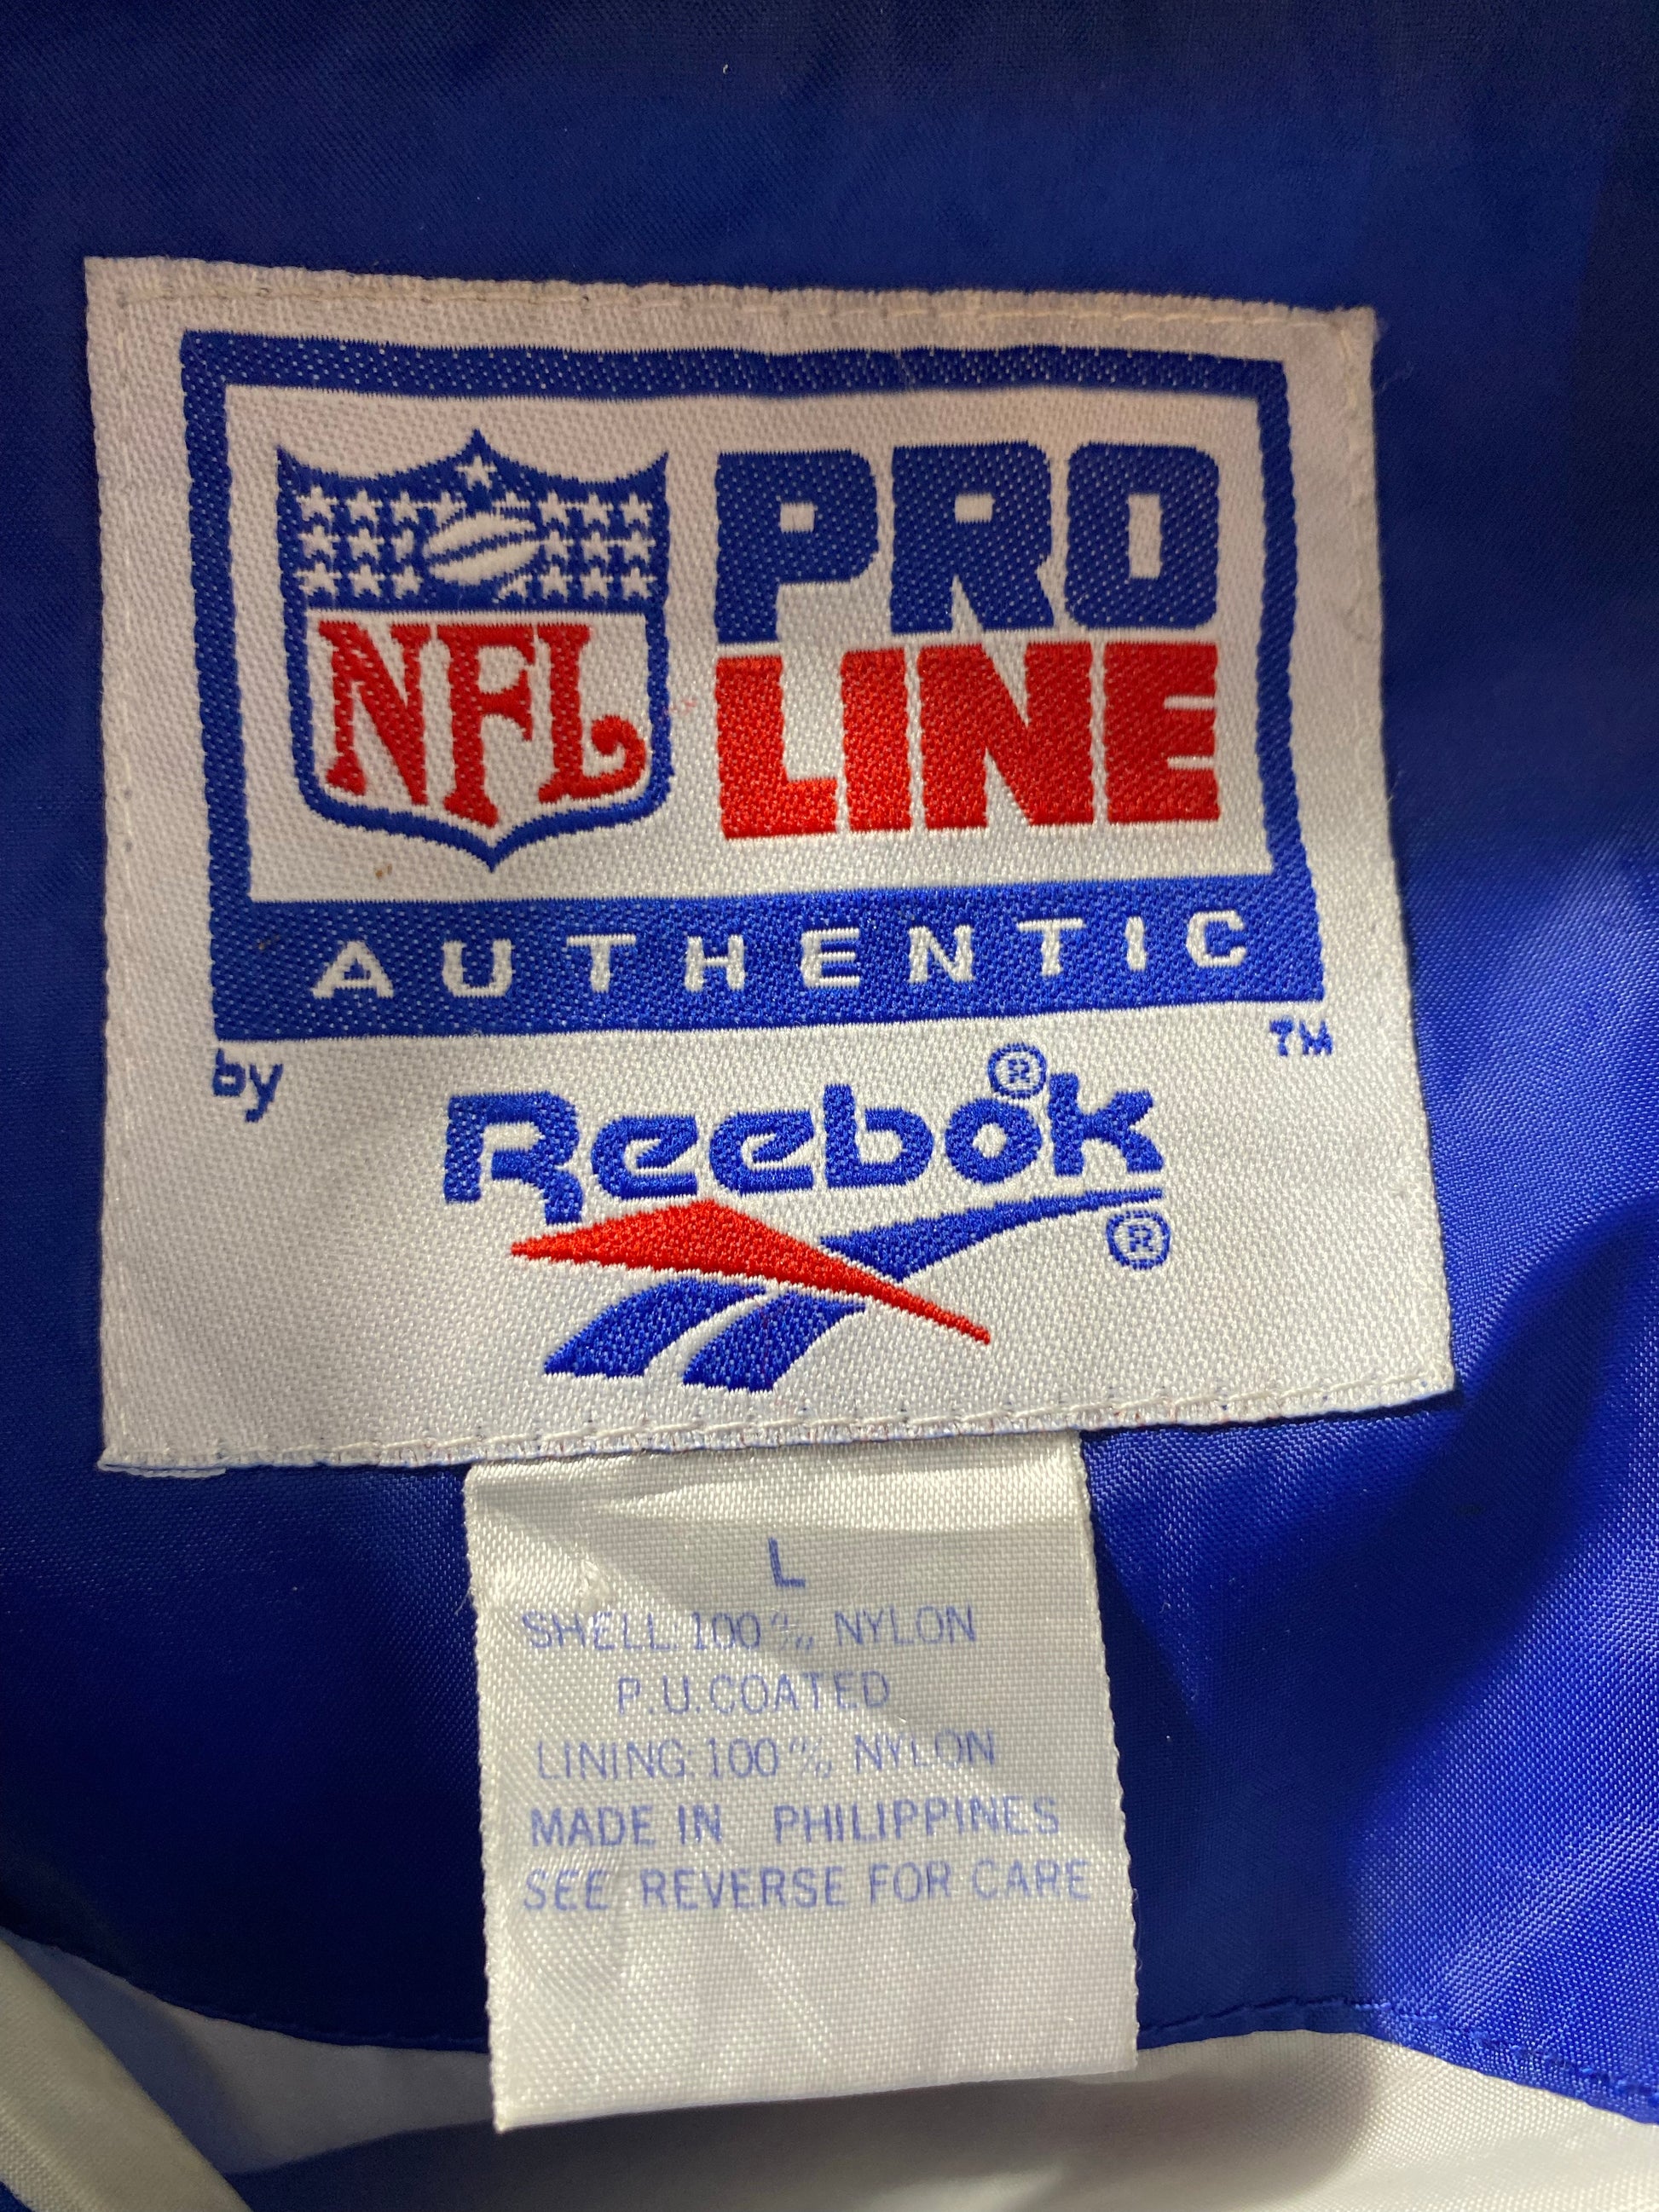 NFL
PRO
LINE
AUTHENTIC
TM
by
Reebok®
®
L
SHELL:100% NYLON
P.U.COATED
LINING:100% NYLON
MADE IN PHILIPPINES
SEE REVERSE FOR CARE